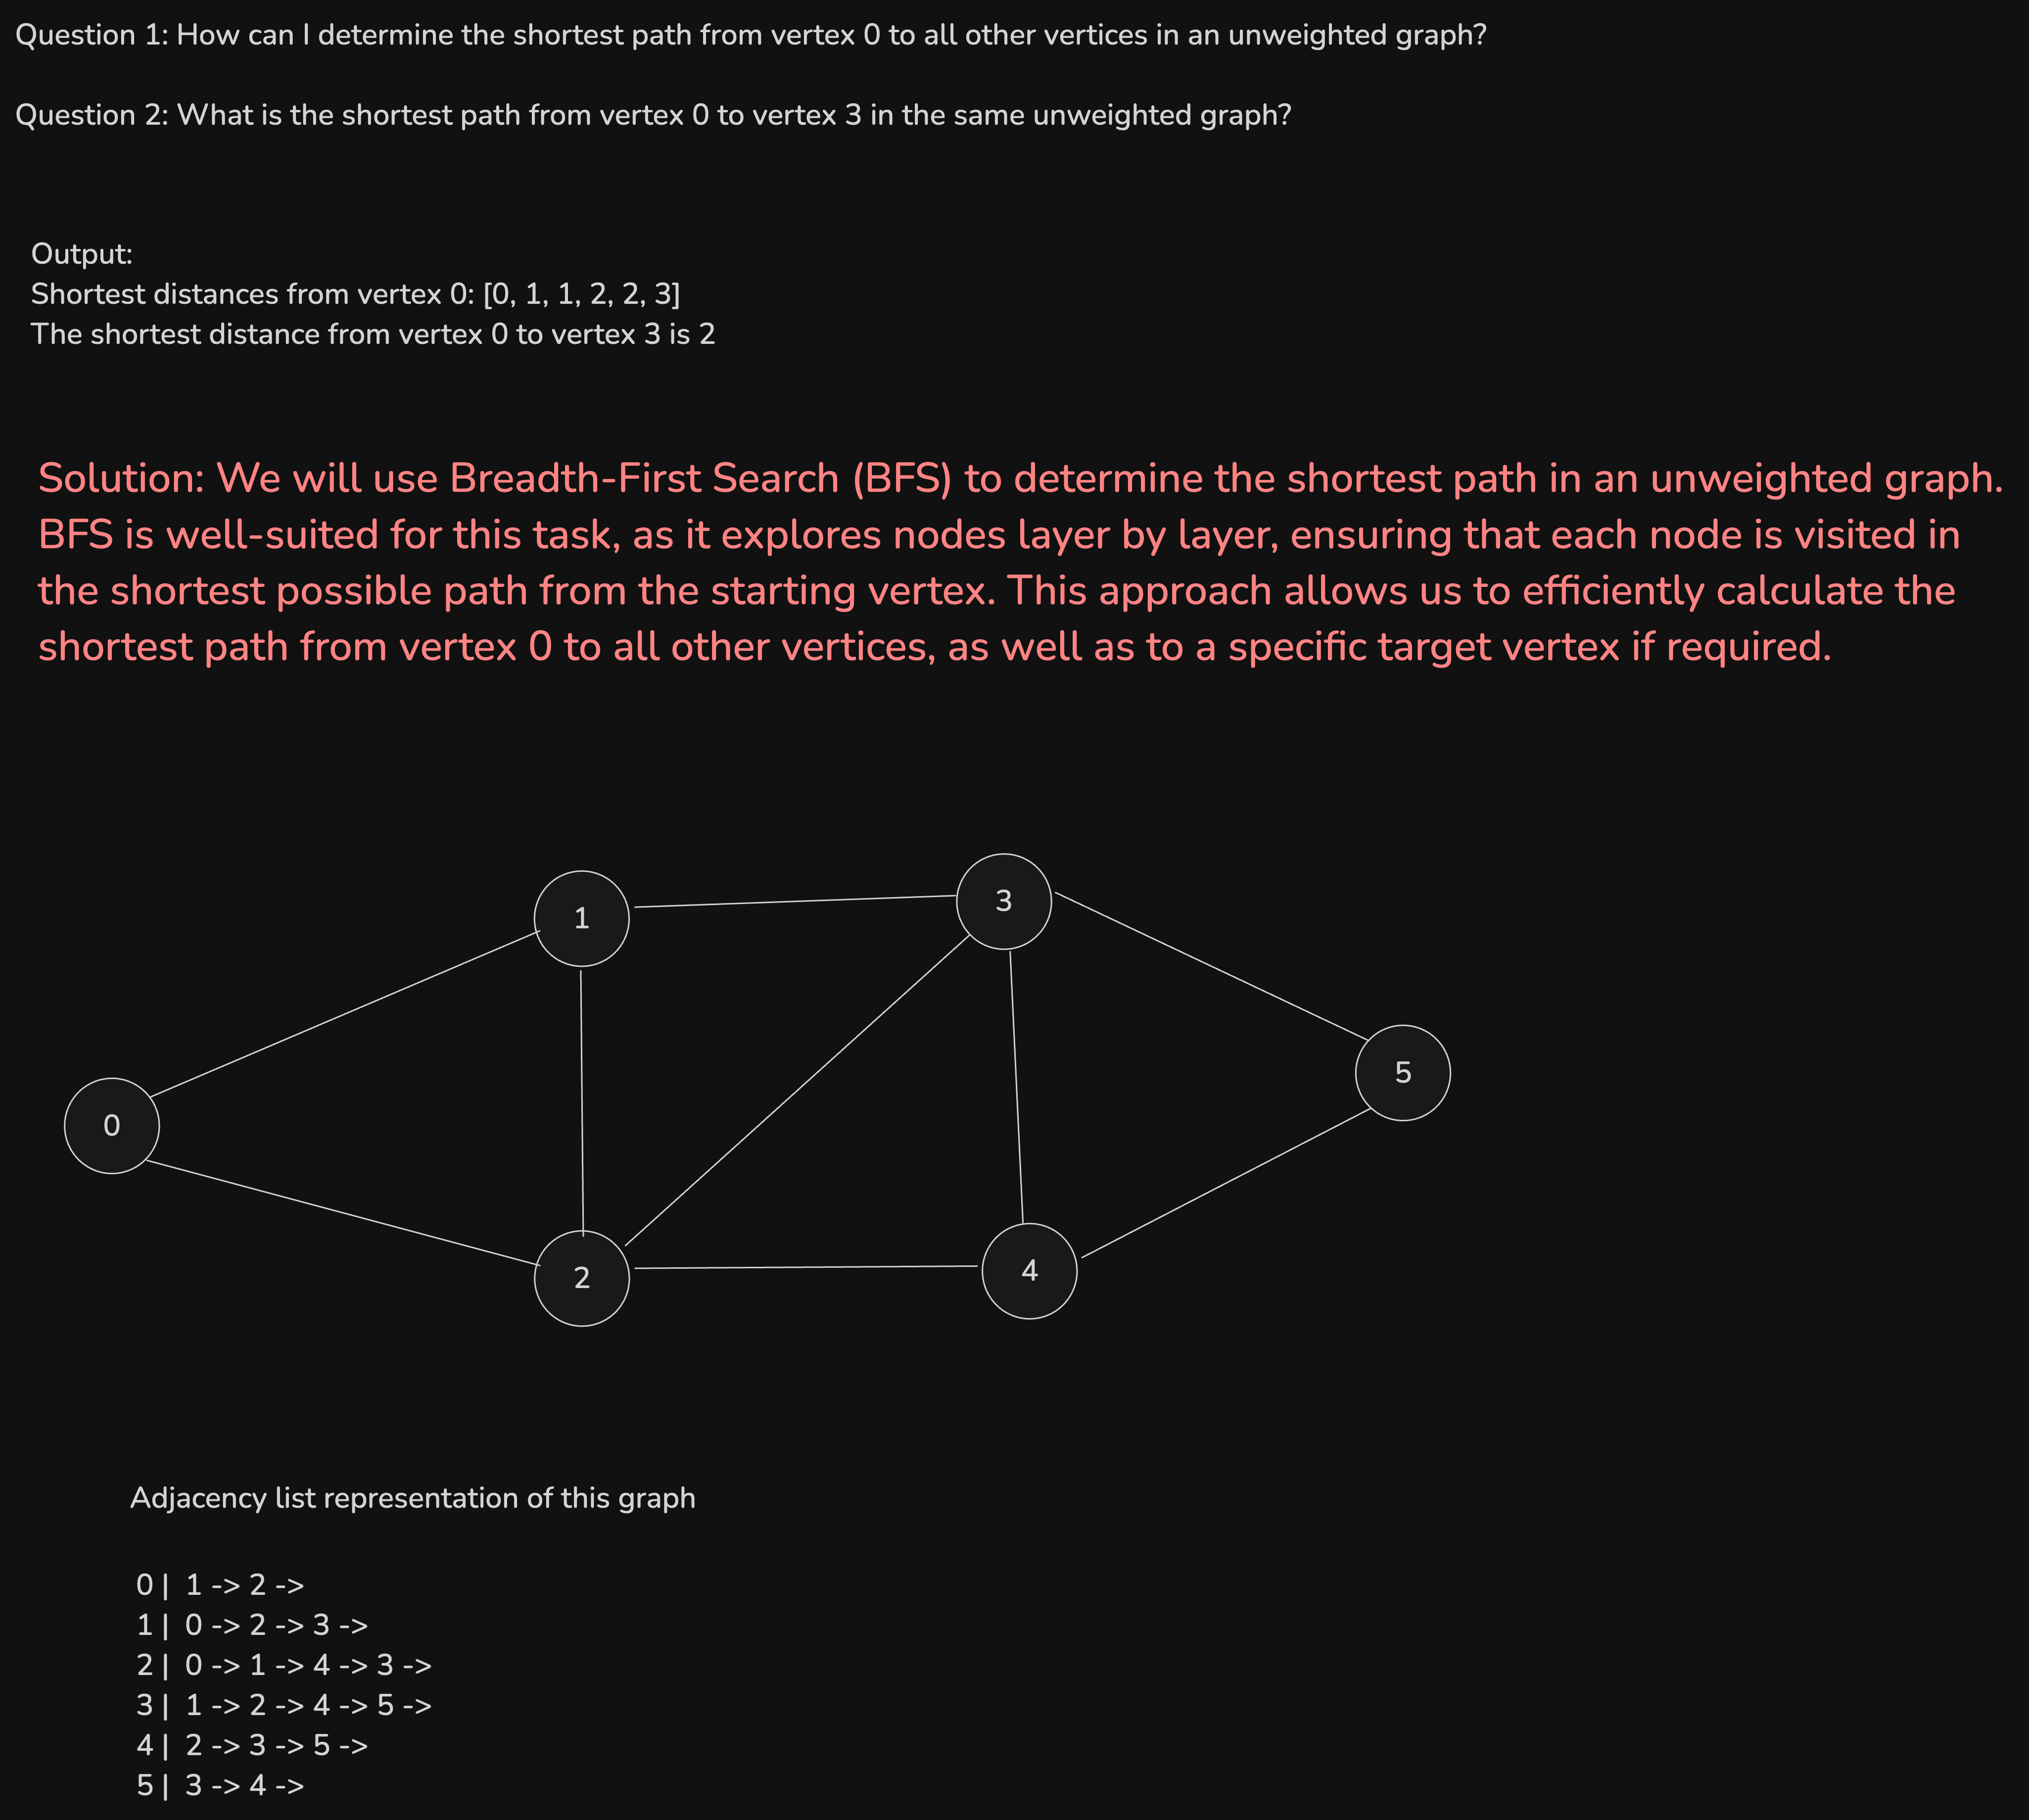 Question 1: How can I determine the shortest path from vertex 0 to all other vertices in an unweighted graph?
Question 2: What is the shortest path from vertex 0 to vertex 3 in the same unweighted graph?
Output:
Shortest distances from vertex 0: [0, 1, 1, 2, 2, 3]
The shortest distance from vertex 0 to vertex 3 is 2
Solution: We will use Breadth-First Search (BFS) to determine the shortest path in an unweighted graph.
BFS is well-suited for this task, as it explores nodes layer by layer, ensuring that each node is visited in
the shortest possible path from the starting vertex. This approach allows us to efficiently calculate the
shortest path from vertex 0 to all other vertices, as well as to a specific target vertex if required.
3
1
5
0
4
2
Adjacency list representation of this graph
0 | 1 -> 2 ->
1 | 0 -> 2 -> 3 ->
2 | 0 -> 1 -> 4 -> 3 ->
3 | 1 -> 2 -> 4 -> 5 ->
4 | 2 -> 3 -> 5 ->
5 | 3 -> 4 ->